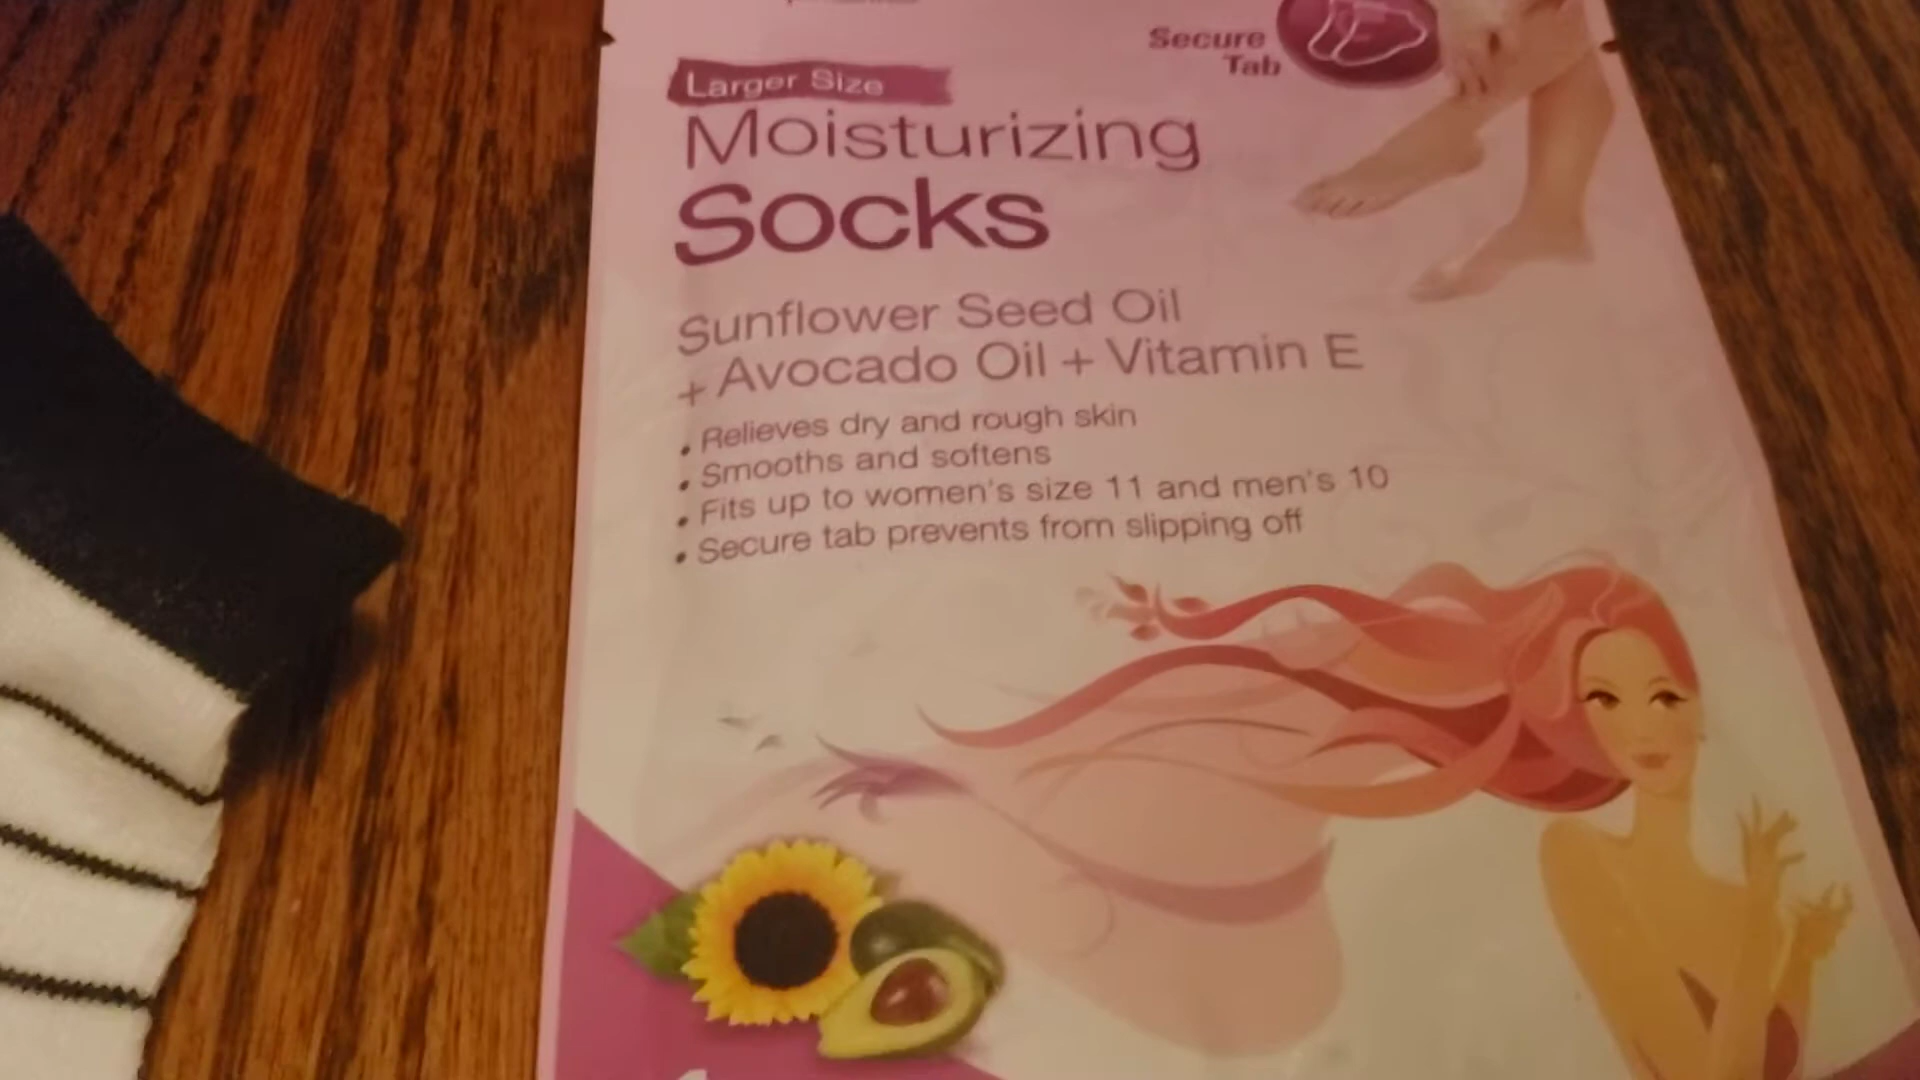 Secure
Tab
Larger Size
Moisturizing
Socks
Sunflower Seed Oil
+ Avocado Oil + Vitamin E
• Relieves dry and rough skin
• Smooths and softens
• Fits up to women's size 11 and men's 10
• Secure tab prevents from slipping off